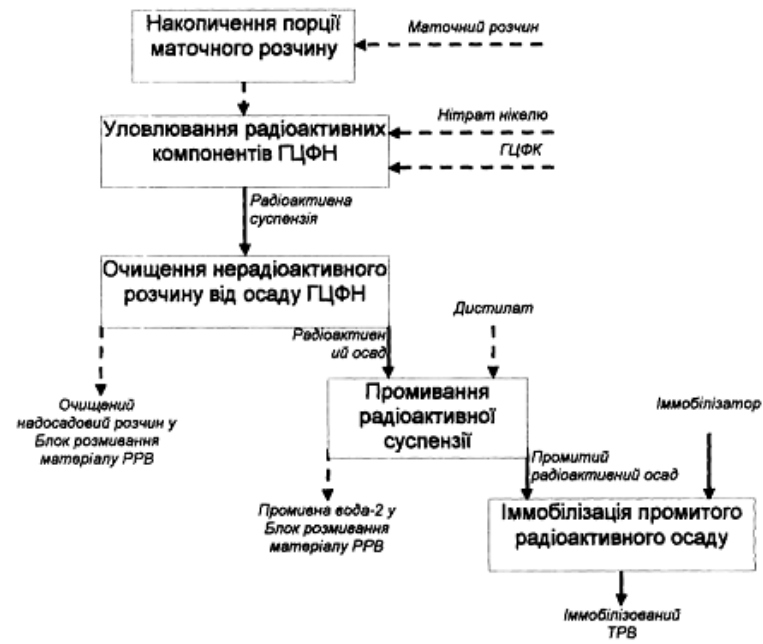 Накопичення порції
маточного розчину
Маточний розчин
Уловлювання радіоактивних
компонентів ГЦФН
Нітрат нікелю
ГЦФК
Радіоактивна
суспензія
Очищення нерадіоактивного
розчину від осаду ГЦФН
Дистилат
Радіоактивн
ий осад
Очищений
надосадовий розчин у
Блок розмивання
матеріалу РРВ
Промивання
радіоактивної
суспензії
Іммобілізатор
Промитий
радіоактивний осад
Промивна вода-2 у
Блок розмивання
матеріалу РРВ
Іммобілізація промитого
радіоактивного осаду
Іммобілізований
ТРВ